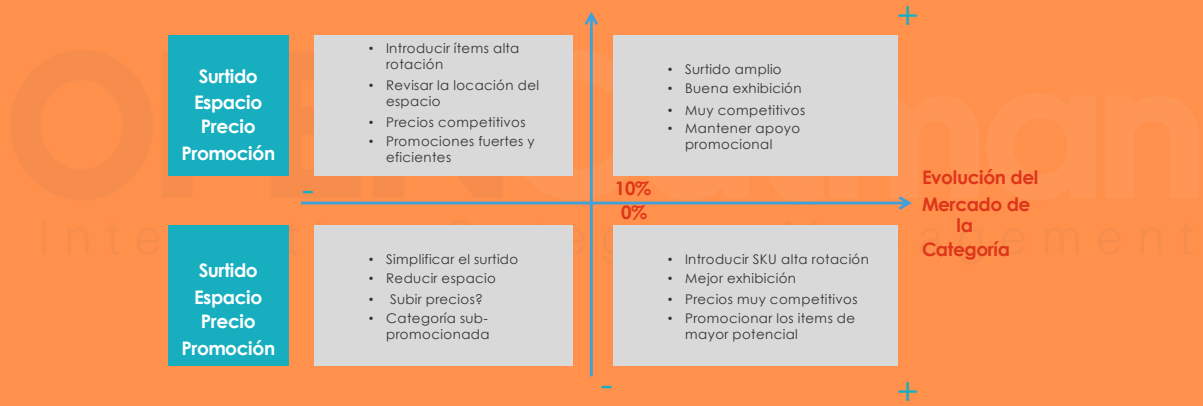 +
Surtido
Espacio
Precio
Promoción
• Introducir ítems alta
rotación
• Revisar la locación del
espacio
• Precios competitivos
• Promociones fuertes y
eficientes
• Surtido amplio
• Buena exhibición
• Muy competitivos
• Mantener apoyo
promocional
-
10%
0%
Evolución del
Mercado de
la
Categoría
Surtido
Espacio
Precio
Promoción
• Simplificar el surtido
• Reducir espacio
• Subir precios?
• Categoría sub-
promocionada
• Introducir SKU alta rotación
• Mejor exhibición
• Precios muy competitivos
• Promocionar los items de
mayor potencial
-
+